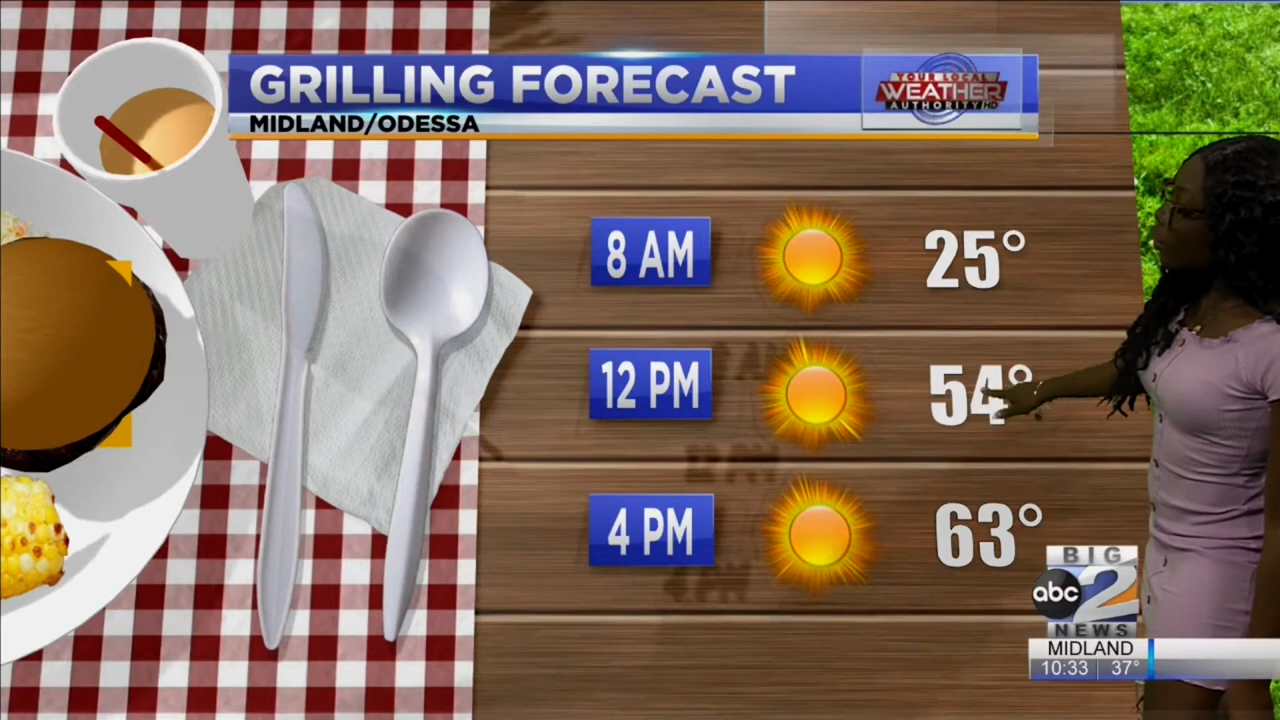 GRILLING FORECAST
MIDLAND/ODESSA
YOUR LOCAL
WEATHER
AUTHORITY HD
8 AM 25°
12 PM 54°
4 PM 63°
BIG
abc 2
NEWS
MIDLAND
10:33 37°